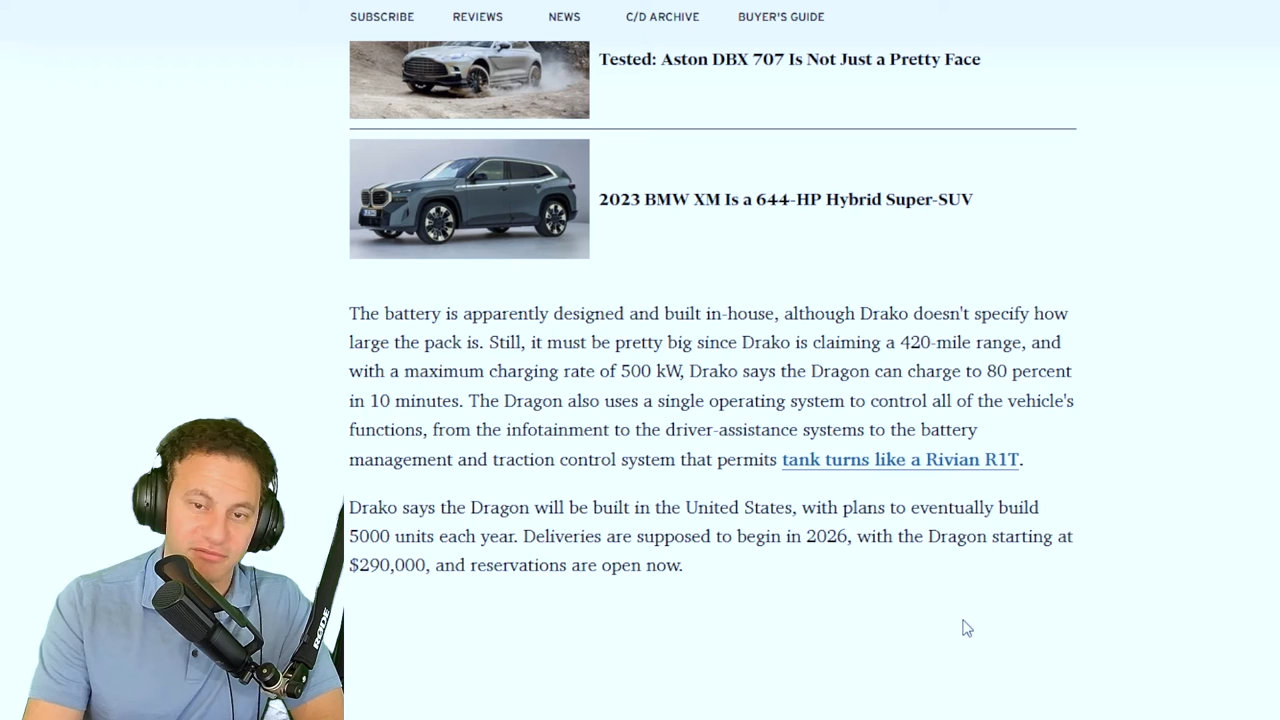 SUBSCRIBE REVIEWS NEWS C/D ARCHIVE BUYER'S GUIDE
Tested: Aston DBX 707 Is Not Just a Pretty Face
2023 BMW XM Is a 644-HP Hybrid Super-SUV
The battery is apparently designed and built in-house, although Drako doesn't specify how
large the pack is. Still, it must be pretty big since Drako is claiming a 420-mile range, and
with a maximum charging rate of 500 kW, Drako says the Dragon can charge to 80 percent
in 10 minutes. The Dragon also uses a single operating system to control all of the vehicle's
functions, from the infotainment to the driver-assistance systems to the battery
management and traction control system that permits tank turns like a Rivian R1T.
Drako says the Dragon will be built in the United States, with plans to eventually build
5000 units each year. Deliveries are supposed to begin in 2026, with the Dragon starting at
$290,000, and reservations are open now.
RØDE